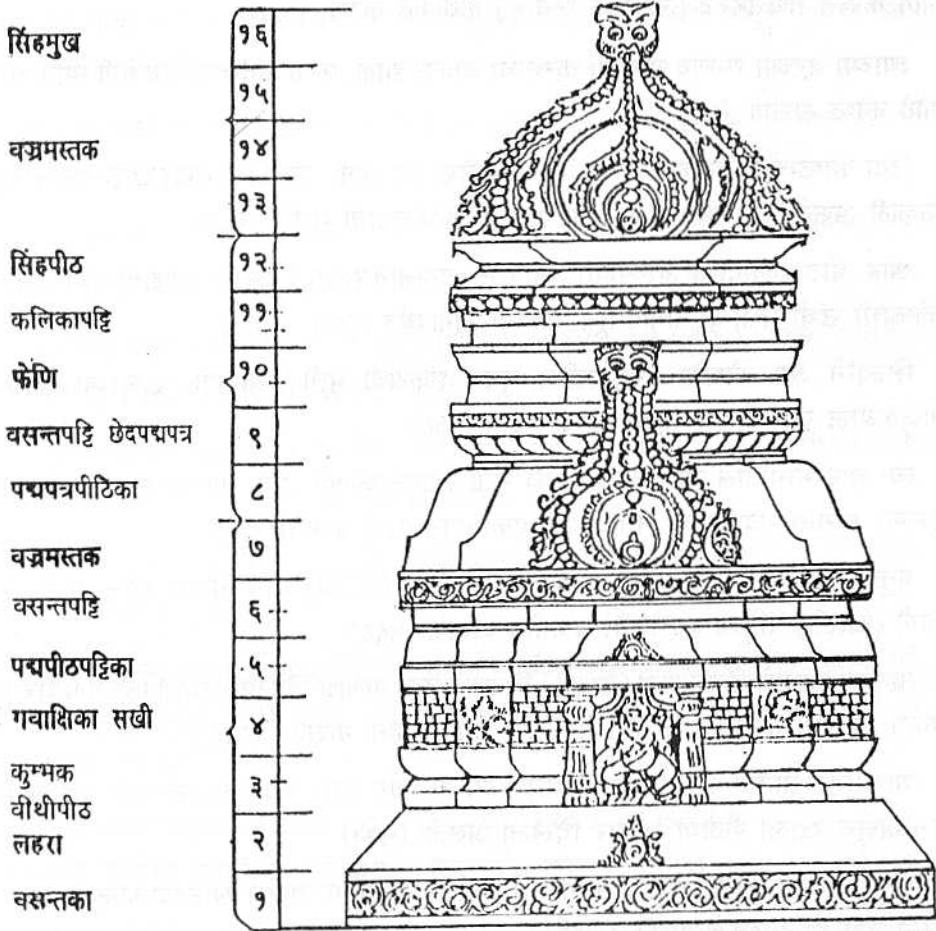 सिंहमुख १६
१५
वज्रमस्तक १४
१३
सिंहपीठ १२
कलिकापट्टि ११
फेणि १०
वसन्तपट्टि छेदपद्मपत्र ९
पद्मपत्रपीठिका ८
वज्रमस्तक ७
वसन्तपट्टि ६
पद्मपीठपट्टिका ५
गवाक्षिका सखी ४
कुम्भक ३
वीथीपीठ
लहरा २
वसन्तका १